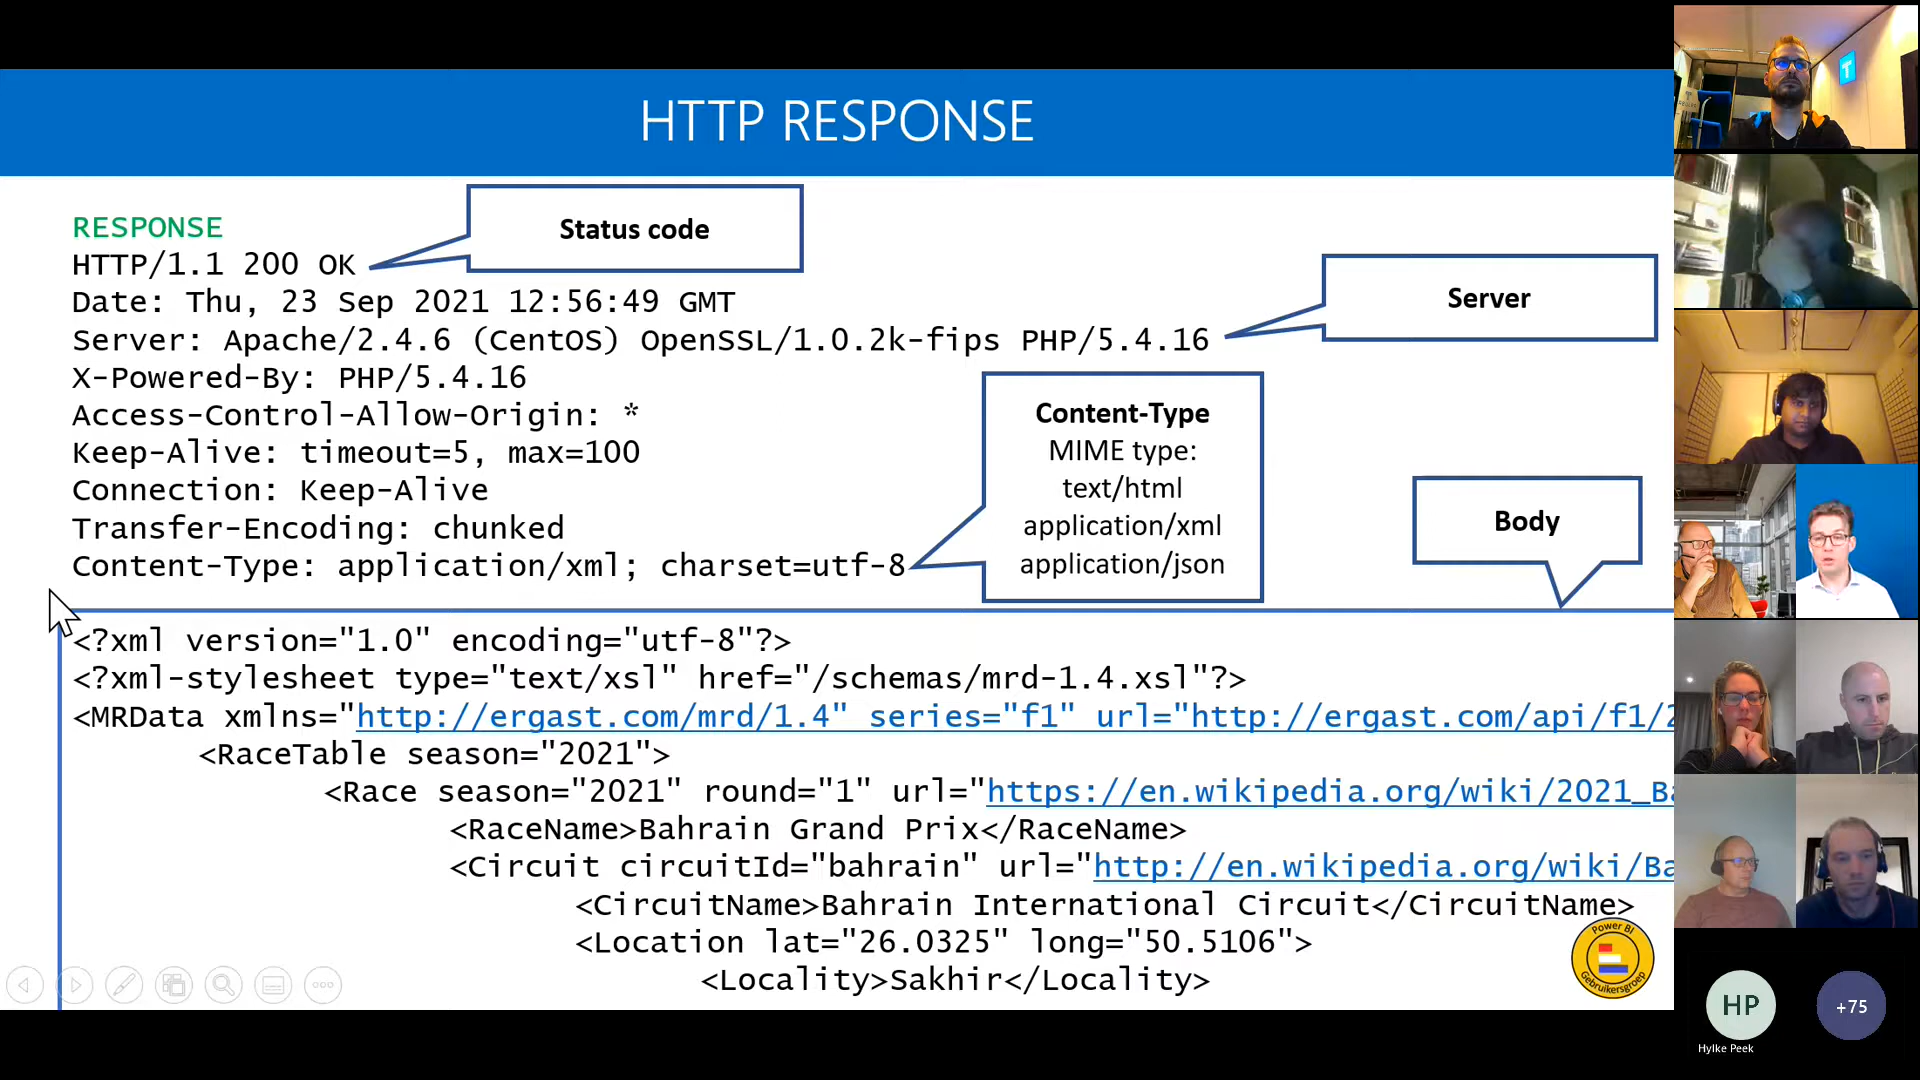 HTTP RESPONSE
RESPONSE
HTTP/1.1 200 OK
Status code
Date: Thu, 23 Sep 2021 12:56:49 GMT
Server: Apache/2.4.6 (CentOS) OpenSSL/1.0.2k-fips PHP/5.4.16
Server
X-Powered-By: PHP/5.4.16
Access-Control-Allow-Origin: *
Keep-Alive: timeout=5, max=100
Connection: Keep-Alive
Transfer-Encoding: chunked
Content-Type: application/xml; charset=utf-8
Content-Type
MIME type:
text/html
application/xml
application/json
Body
<?xml version="1.0" encoding="utf-8"?>
<?xml-stylesheet type="text/xsl" href="/schemas/mrd-1.4.xsl"?>
<MRData xmlns="http://ergast.com/mrd/1.4" series="f1" url="http://ergast.com/api/f1/2
<RaceTable season="2021">
<Race season="2021" round="1" url="https://en.wikipedia.org/wiki/2021_Ba
<RaceName>Bahrain Grand Prix</RaceName>
<Circuit circuitId="bahrain" url="http://en.wikipedia.org/wiki/Ba
<CircuitName>Bahrain International Circuit</CircuitName>
<Location lat="26.0325" long="50.5106">
<Locality>Sakhir</Locality>
Power BI
Gebruikersgroep
T
HP
Hylke Peek
+75